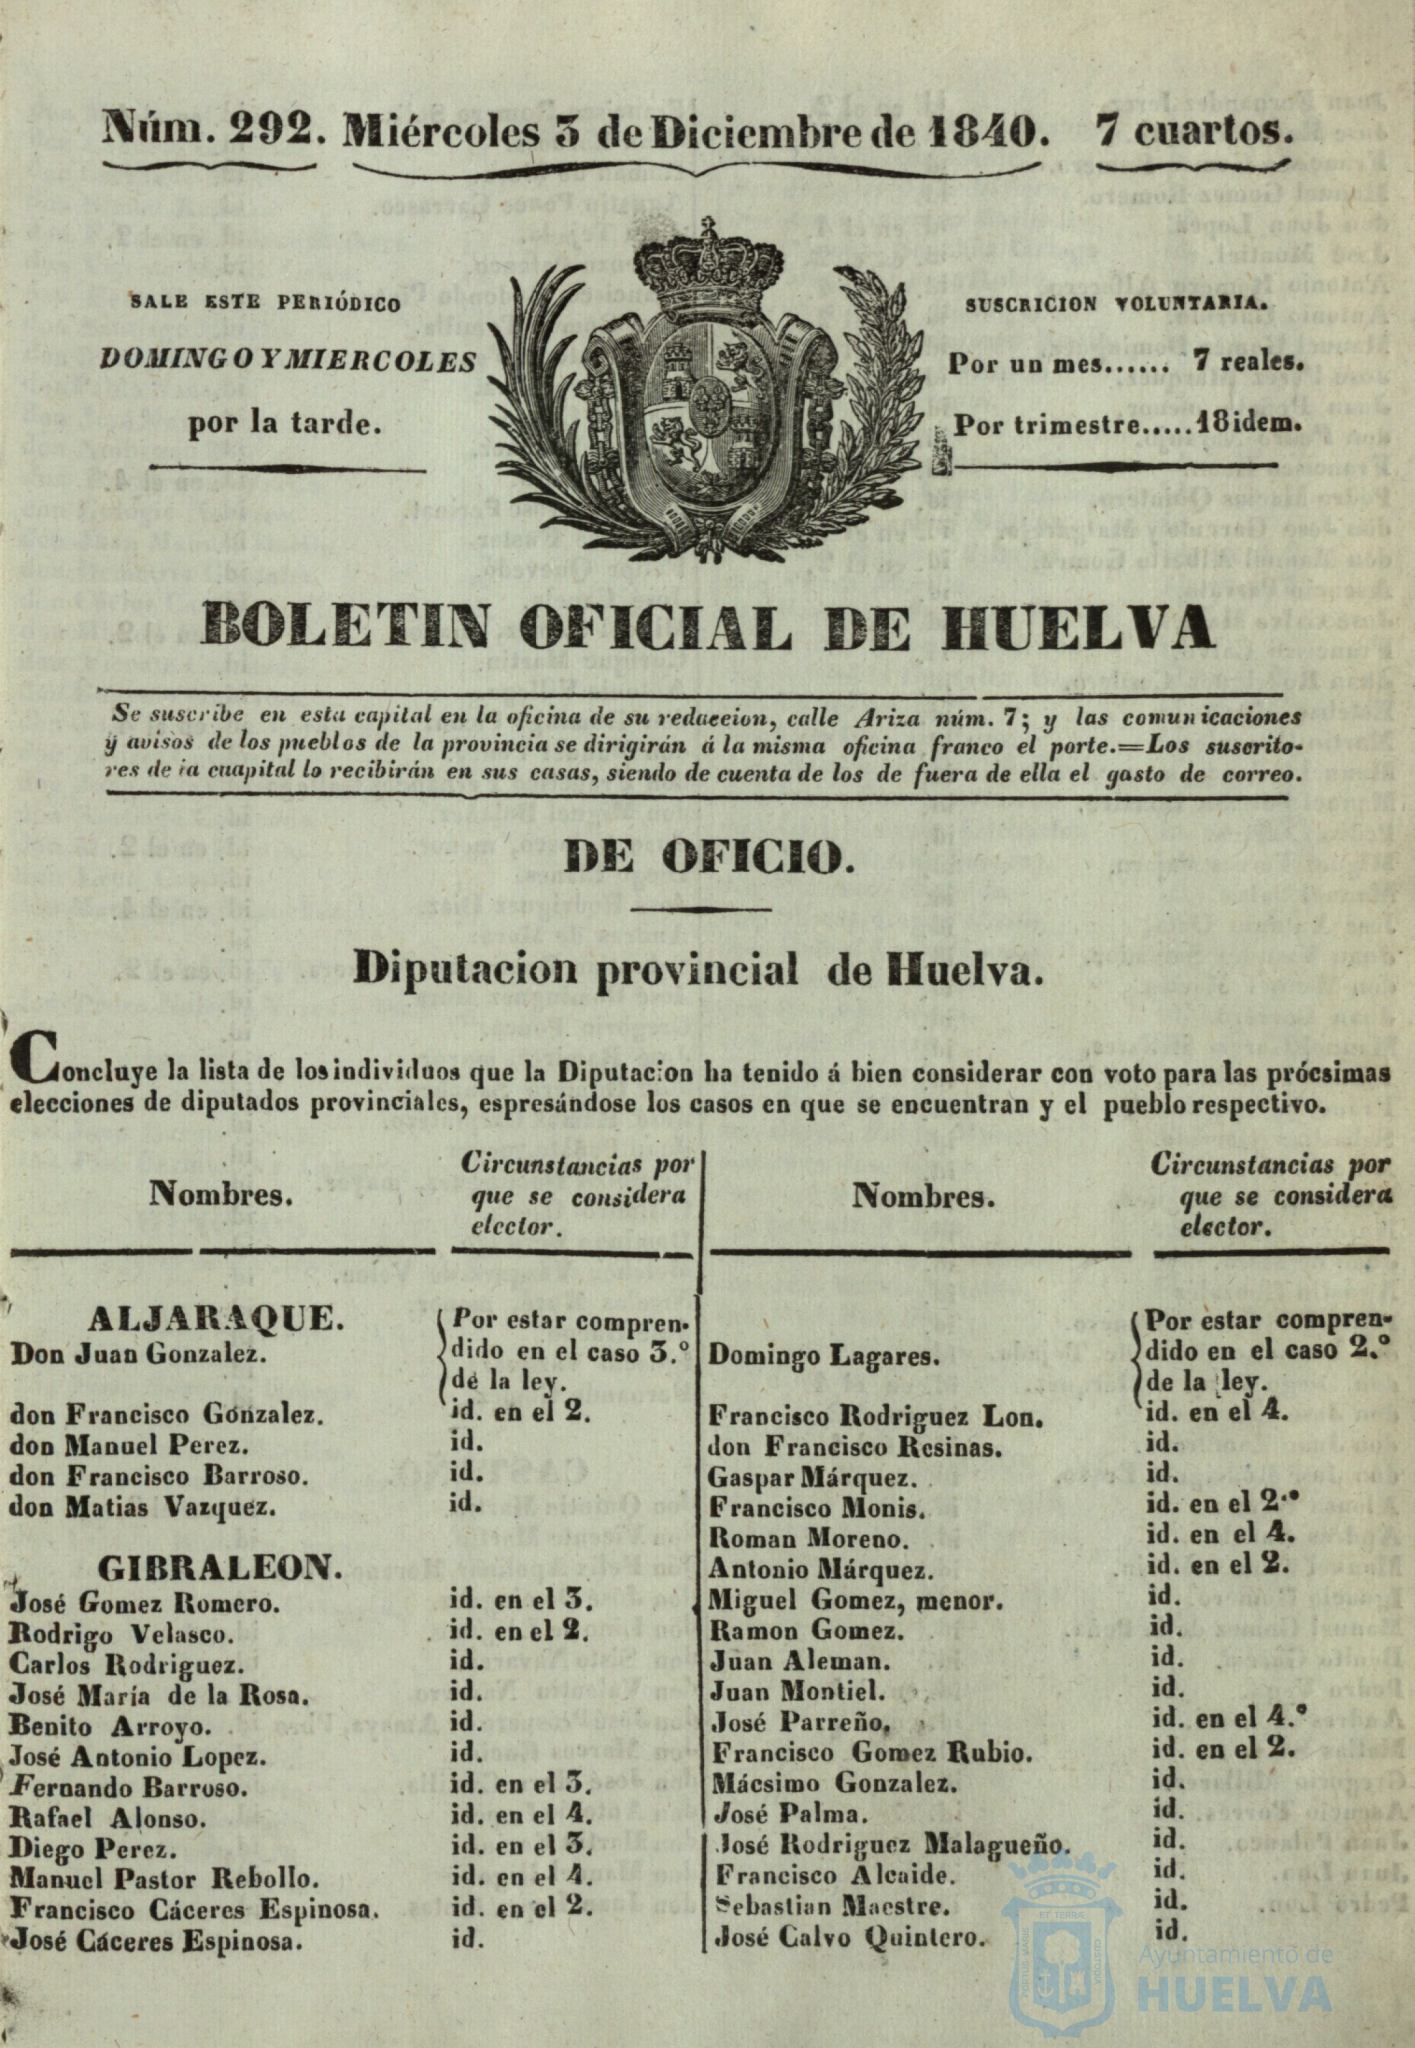 Núm. 292. Miércoles 3 de Diciembre de 1840. 7 cuartos.
SALE ESTE PERIÓDICO
DOMINGO Y MIERCOLES
por la tarde.
SUSCRICION VOLUNTARIA.
Por un mes...... 7 reales.
Por trimestre.....18 idem.
BOLETIN OFICIAL DE HUELVA
Se suscribe en esta capital en la oficina de su redaccion, calle Ariza núm. 7; y las comunicaciones
y avisos de los pueblos de la provincia se dirigirán á la misma oficina franco el porte.=Los suscrito-
res de ia cuapital lo recibirán en sus casas, siendo de cuenta de los de fuera de ella el gasto de correo.
DE OFICIO.
Diputacion provincial de Huelva.
Concluye la lista de los individuos que la Diputacion ha tenido á bien considerar con voto para las prócsimas
elecciones de diputados provinciales, espresándose los casos en que se encuentran y el pueblo respectivo.
Nombres.
Circunstancias por
que se considera
elector.
ALJARAQUE.
Don Juan Gonzalez.
Por estar compren-
dido en el caso 3.º
de la ley.
don Francisco Gonzalez. id. en el 2.
don Manuel Perez. id.
don Francisco Barroso. id.
don Matias Vazquez. id.
GIBRALEON.
José Gomez Romero. id. en el 3.
Rodrigo Velasco. id. en el 2.
Carlos Rodriguez. id.
José María de la Rosa. id.
Benito Arroyo. id.
José Antonio Lopez. id.
Fernando Barroso. id. en el 3.
Rafael Alonso. id. en el 4.
Diego Perez. id. en el 3.
Manuel Pastor Rebollo. id. en el 4.
Francisco Cáceres Espinosa. id. en el 2.
José Cáceres Espinosa. id.
Nombres.
Circunstancias por
que se considera
elector.
Domingo Lagares.
Por estar compren-
dido en el caso 2.º
de la ley.
Francisco Rodriguez Lon. id. en el 4.
don Francisco Resinas. id.
Gaspar Márquez. id.
Francisco Monis. id. en el 2.º
Roman Moreno. id. en el 4.
Antonio Márquez. id. en el 2.
Miguel Gomez, menor. id.
Ramon Gomez. id.
Juan Aleman. id.
Juan Montiel. id.
José Parreño. id. en el 4.º
Francisco Gomez Rubio. id. en el 2.
Mácsimo Gonzalez. id.
José Palma. id.
José Rodriguez Malagueño. id.
Francisco Alcaide. id.
Sebastian Maestre. id.
José Calvo Quintero. id.
Ayuntamiento de
HUELVA